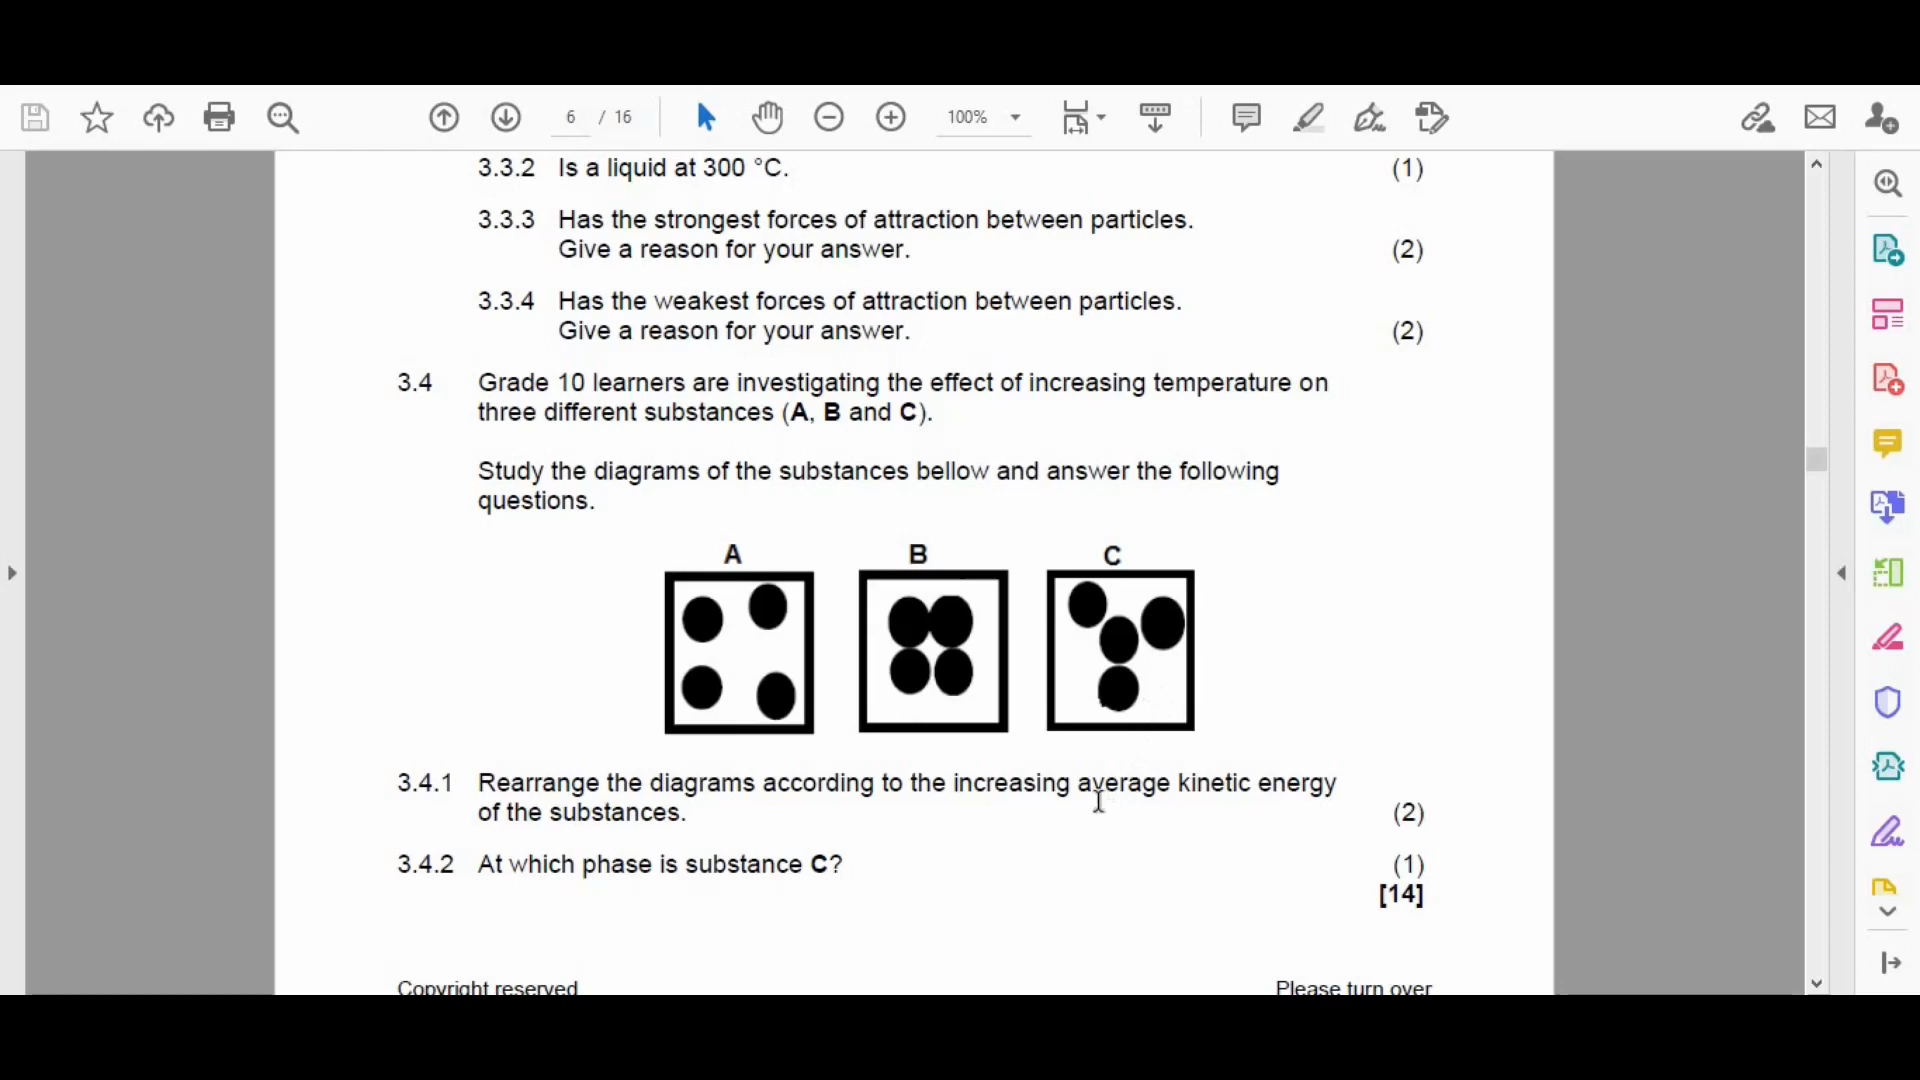 6 / 16 100%
3.3.2 Is a liquid at 300 °C. (1)
3.3.3 Has the strongest forces of attraction between particles.
Give a reason for your answer. (2)
3.3.4 Has the weakest forces of attraction between particles.
Give a reason for your answer. (2)
3.4 Grade 10 learners are investigating the effect of increasing temperature on
three different substances (A, B and C).
Study the diagrams of the substances bellow and answer the following
questions.
A B C
3.4.1 Rearrange the diagrams according to the increasing average kinetic energy
of the substances. (2)
3.4.2 At which phase is substance C? (1)
[14]
Copyright reserved Please turn over